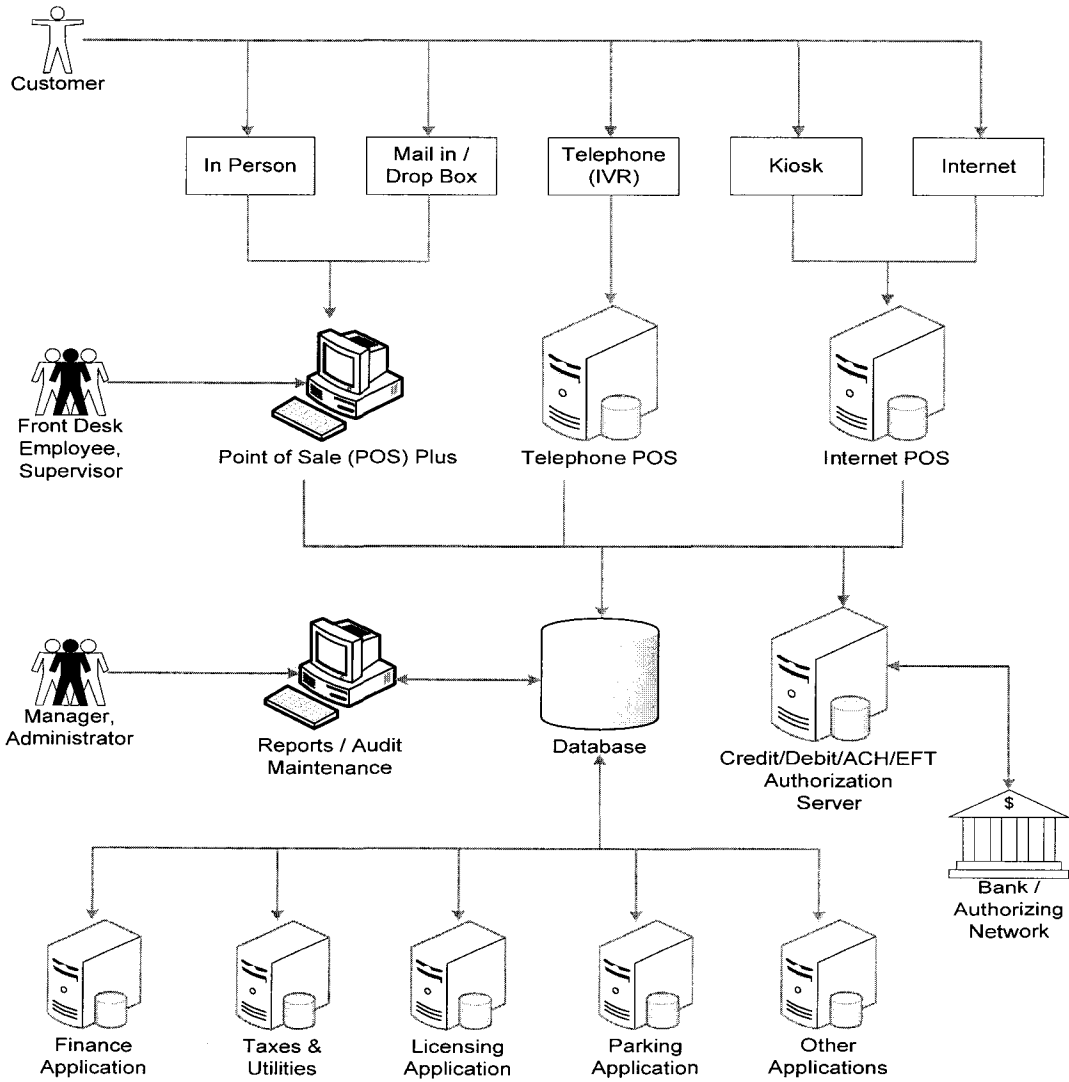 Customer
In Person
Mail in /
Drop Box
Telephone
(IVR)
Kiosk
Internet
Front Desk
Employee,
Supervisor
Point of Sale (POS) Plus
Telephone POS
Internet POS
Manager,
Administrator
Reports / Audit
Maintenance
Database
Credit/Debit/ACH/EFT
Authorization
Server
$
Bank /
Authorizing
Network
Finance
Application
Taxes &
Utilities
Licensing
Application
Parking
Application
Other
Applications